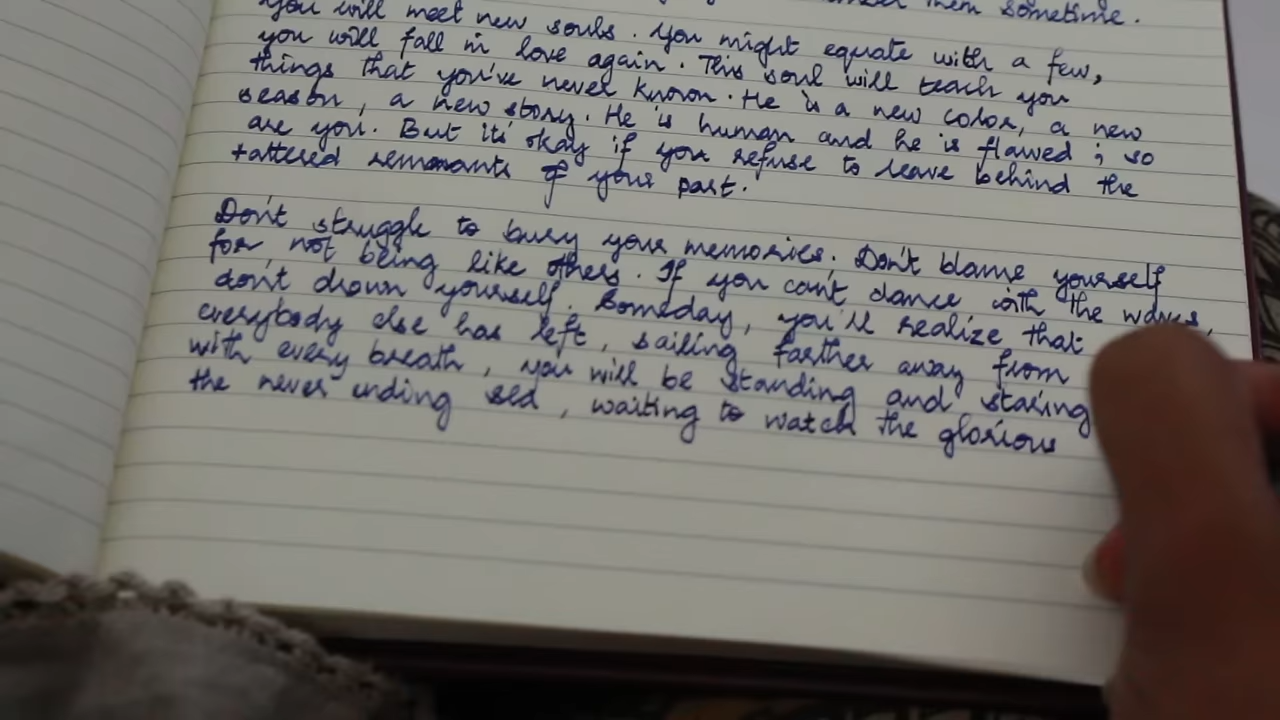 them sometime.
you will meet new souls. You might equate with a few,
you will fall in love again. This soul will teach you
things that you've never known. He is a new color, a new
season, a new story. He is human and he is flawed ; so
are you. But its okay if you refuse to leave behind the
tattered remnants of your past.
Don't struggle to bury your memories. Don't blame yourself
for not being like others. If you can't dance with the waves,
don't drown yourself. Someday, you'll realize that
everybody else has left, sailing farther away from
with every breath, you will be standing and staring
the never ending sea, waiting to watch the glorious